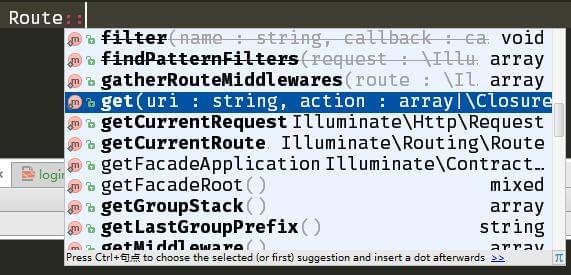 Route::
filter(name : string, callback : ca… void
findPatternFilters(request : \Illu… array
gatherRouteMiddlewares(route : \Il… array
get(uri : string, action : array|\Closure
getCurrentRequest Illuminate\Http\Request
getCurrentRoute. Illuminate\Routing\Route
getFacadeApplication Illuminate\Contract…
getFacadeRoot() mixed
getGroupStack() array
getLastGroupPrefix() string
getMiddleware() array
login
Press Ctrl+句点 to choose the selected (or first) suggestion and insert a dot afterwards >> π